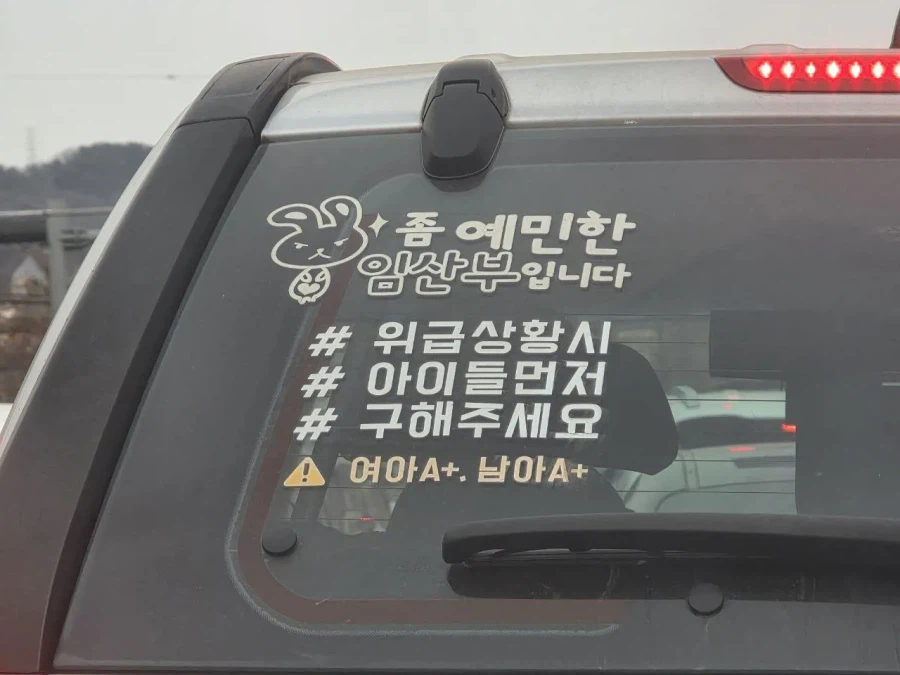 좀 예민한
임산부입니다
# 위급상황시
# 아이들먼저
# 구해주세요
여아A+. 남아A+